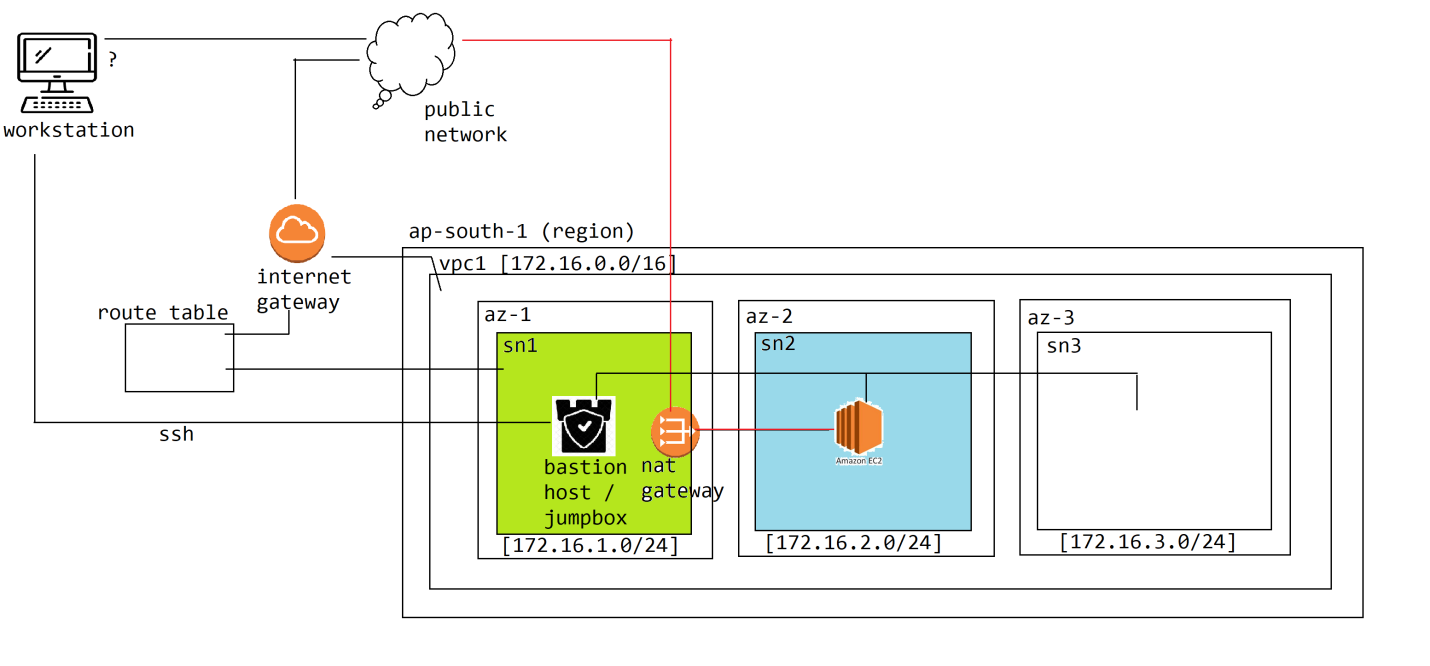 ?
workstation
public
network
ap-south-1 (region)
internet
gateway
vpc1 [172.16.0.0/16]
route table
az-1
az-2
az-3
sn1
sn2
sn3
ssh
Amazon EC2
bastion
host /
jumpbox
nat
gateway
[172.16.1.0/24]
[172.16.2.0/24]
[172.16.3.0/24]